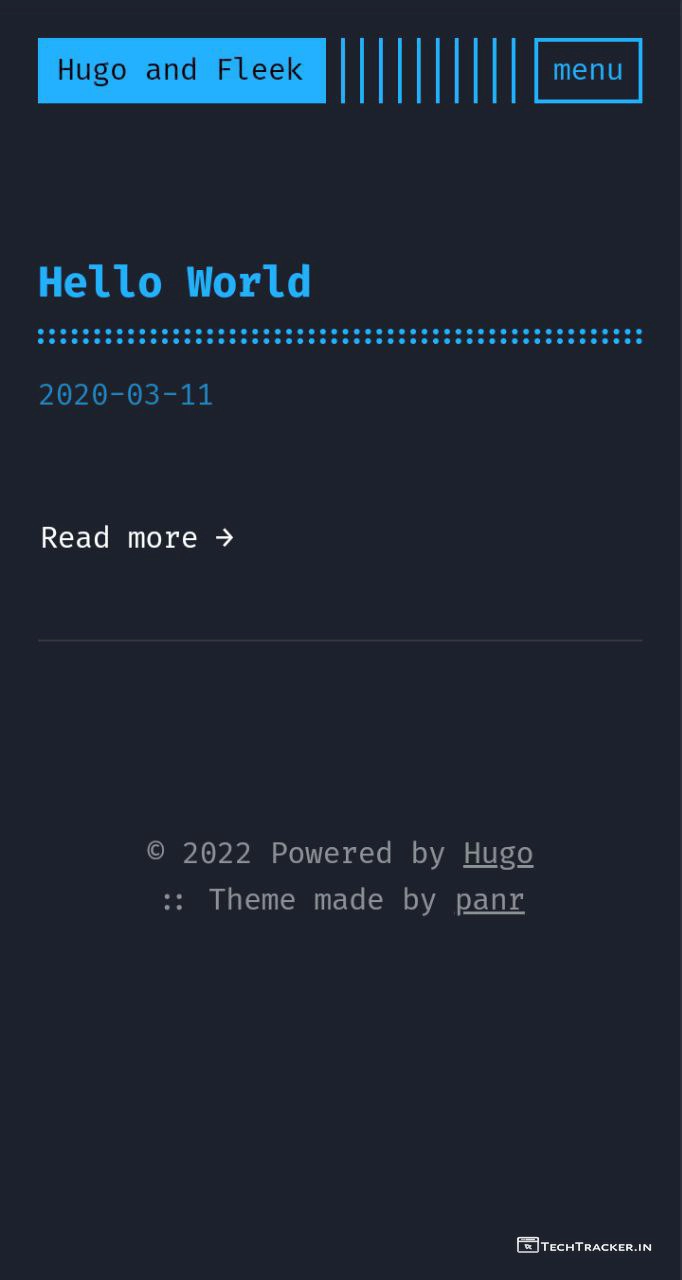 Hugo and Fleek
menu
Hello World
2020-03-11
Read more →
© 2022 Powered by Hugo
:: Theme made by panr
TechTracker.in